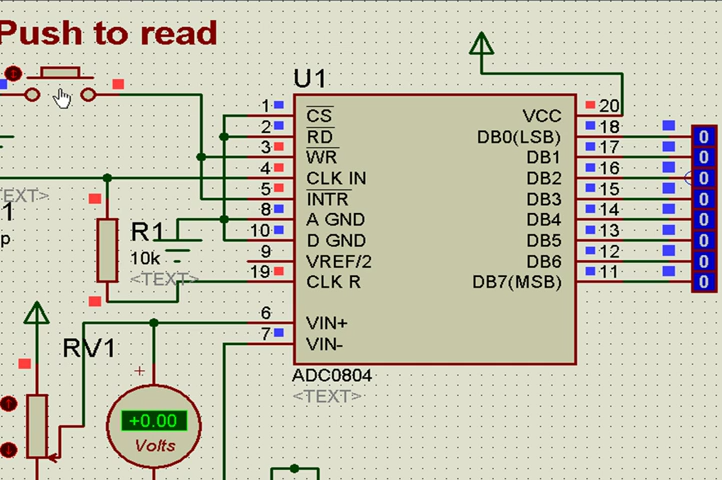 Push to read
U1
1 CS VCC 20
2 RD DB0(LSB) 18 0
3 WR DB1 17 0
4 CLK IN DB2 16 0
5 INTR DB3 15 0
8 A GND DB4 14 0
10 D GND DB5 13 0
9 VREF/2 DB6 12 0
19 CLK R DB7(MSB) 11 0
6 VIN+
7 VIN-
ADC0804
<TEXT>
EXT>
1
p
R1
10k
<TEXT>
RV1
+
+0.00
Volts